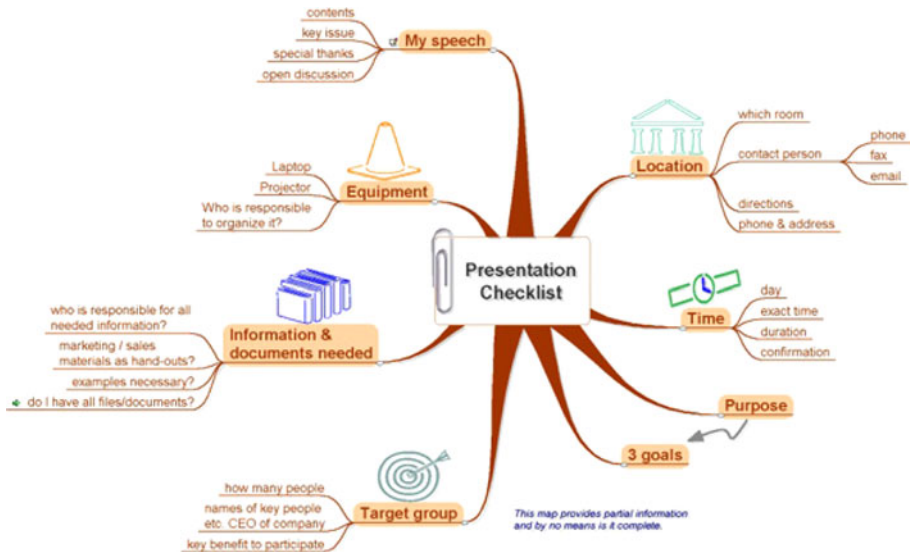 contents
key issue
special thanks
open discussion
My speech
Laptop
Projector
Who is responsible
to organize it?
Equipment
who is responsible for all
needed information?
marketing / sales
materials as hand-outs?
examples necessary?
do I have all files/documents?
Information &
documents needed
how many people
names of key people
etc. CEO of company
key benefit to participate
Target group
Presentation
Checklist
Location
which room
contact person
phone
fax
email
directions
phone & address
Time
day
exact time
duration
confirmation
Purpose
3 goals
This map provides partial information
and by no means is it complete.